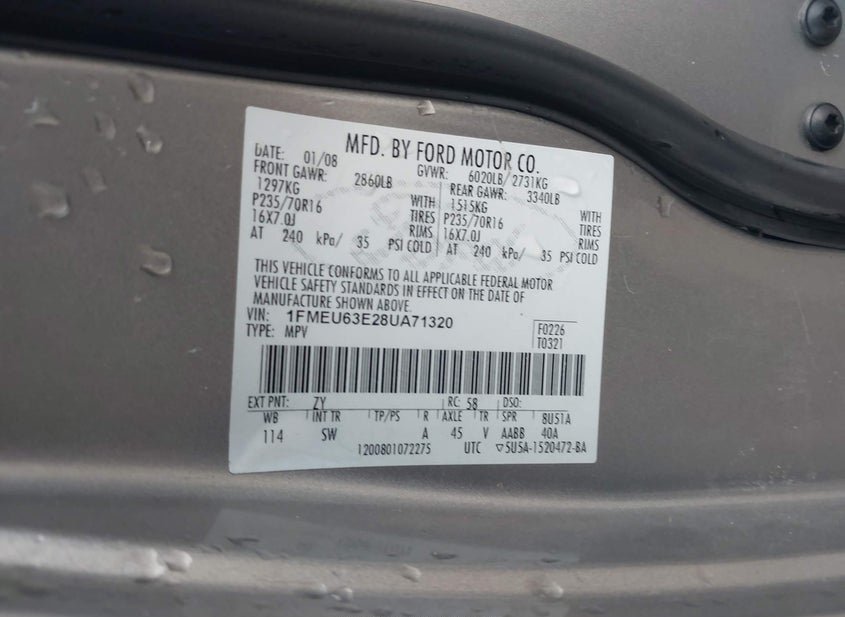 MFD. BY FORD MOTOR CO.
DATE: 01/08 GVWR: 6020LB/ 2731KG
FRONT GAWR: 2860LB REAR GAWR: 3340LB
1297KG WITH 1515KG WITH
P235/70R16 TIRES P235/70R16 TIRES
16X7.0J RIMS 16X7.0J RIMS
AT 240 kPa/ 35 PSI COLD AT 240 kPa/ 35 PSI COLD
THIS VEHICLE CONFORMS TO ALL APPLICABLE FEDERAL MOTOR
VEHICLE SAFETY STANDARDS IN EFFECT ON THE DATE OF
MANUFACTURE SHOWN ABOVE.
VIN: 1FMEU63E28UA71320 F0226
TYPE: MPV T0321
EXT PNT: ZY RC: 58 DSO:
WB INT TR TP/PS R AXLE TR SPR 8U51A
114 SW A 45 V AABB 40A
1200801072275 UTC ▽5U5A-1520472-BA